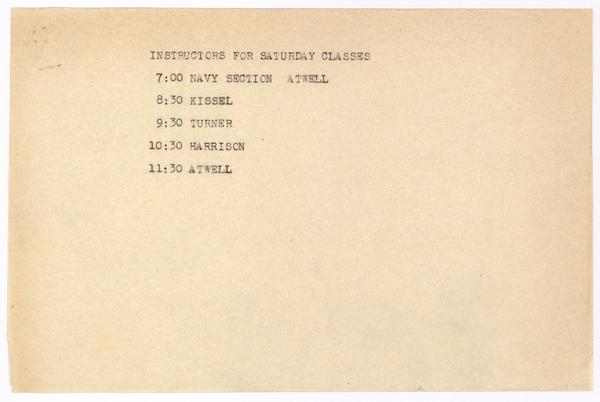 INSTRUCTORS FOR SATURDAY CLASSES
7:00 NAVY SECTION  ATWELL
8:30 KISSEL
9:30 TURNER
10:30 HARRISON
11:30 ATWELL